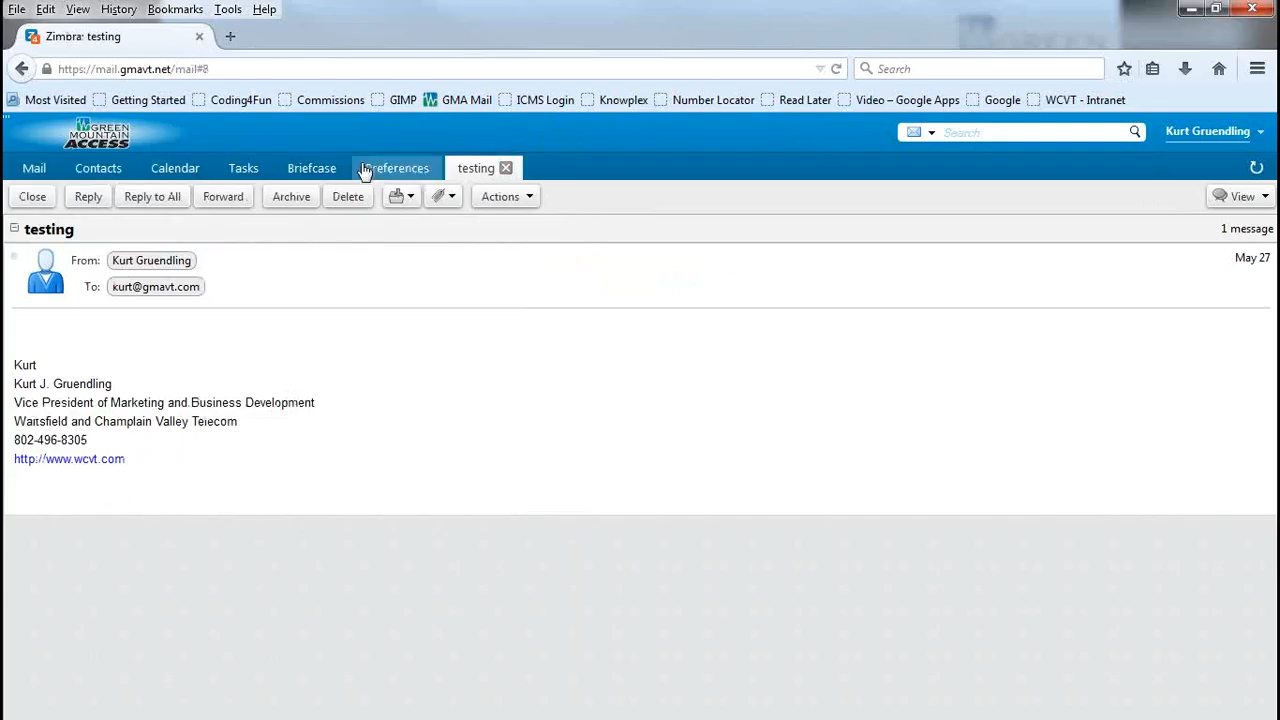 File Edit View History Bookmarks Tools Help
Zimbra: testing
https://mail.gmavt.net/mail#8 Search
Most Visited Getting Started Coding4Fun Commissions GIMP GMA Mail ICMS Login Knowplex Number Locator Read Later Video – Google Apps Google WCVT - Intranet
GREEN MOUNTAIN ACCESS Search Kurt Gruendling
Mail Contacts Calendar Tasks Briefcase Preferences testing
Close Reply Reply to All Forward Archive Delete Actions View
testing 1 message
From: Kurt Gruendling May 27
To: kurt@gmavt.com
Kurt
Kurt J. Gruendling
Vice President of Marketing and Business Development
Waitsfield and Champlain Valley Telecom
802-496-8305
http://www.wcvt.com